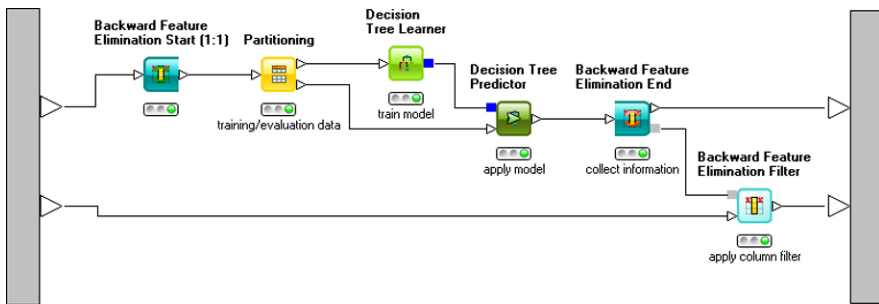 Backward Feature
Elimination Start (1:1)
Partitioning
training/evaluation data
Decision
Tree Learner
train model
Decision Tree
Predictor
apply model
Backward Feature
Elimination End
collect information
Backward Feature
Elimination Filter
apply column filter